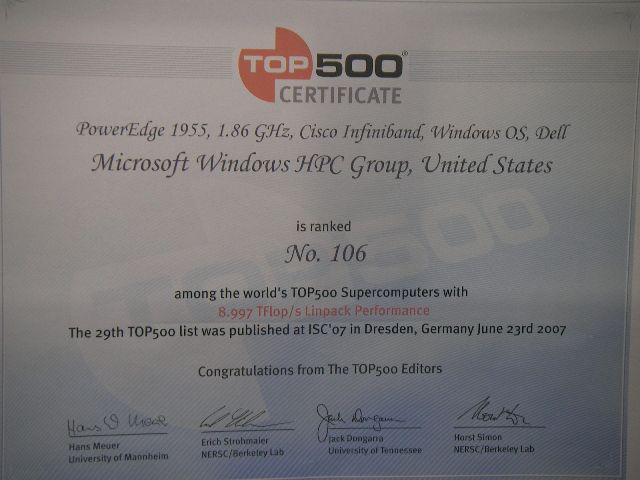 TOP500®
CERTIFICATE
PowerEdge 1955, 1.86 GHz, Cisco Infiniband, Windows OS, Dell
Microsoft Windows HPC Group, United States
is ranked
No. 106
among the world's TOP500 Supercomputers with
8.997 TFlop/s Linpack Performance
The 29th TOP500 list was published at ISC'07 in Dresden, Germany June 23rd 2007
Congratulations from The TOP500 Editors
Hans Meuer
University of Mannheim
Erich Strohmaier
NERSC/Berkeley Lab
Jack Dongarra
Jack Dongarra
University of Tennessee
Horst Simon
NERSC/Berkeley Lab
TOP500